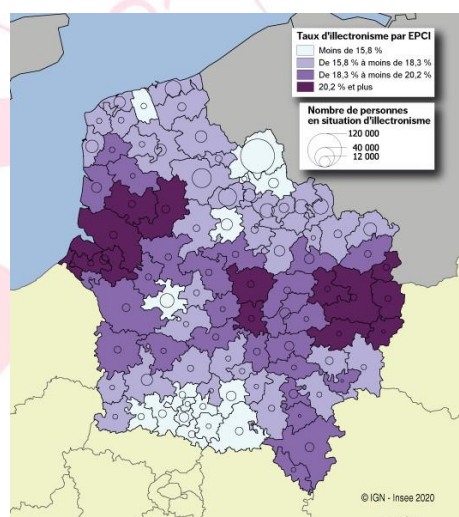 Taux d'illectronisme par EPCI
Moins de 15,8 %
De 15,8 % à moins de 18,3 %
De 18,3 % à moins de 20,2 %
20,2 % et plus
Nombre de personnes
en situation d'illectronisme
120 000
40 000
12 000
© IGN - Insee 2020